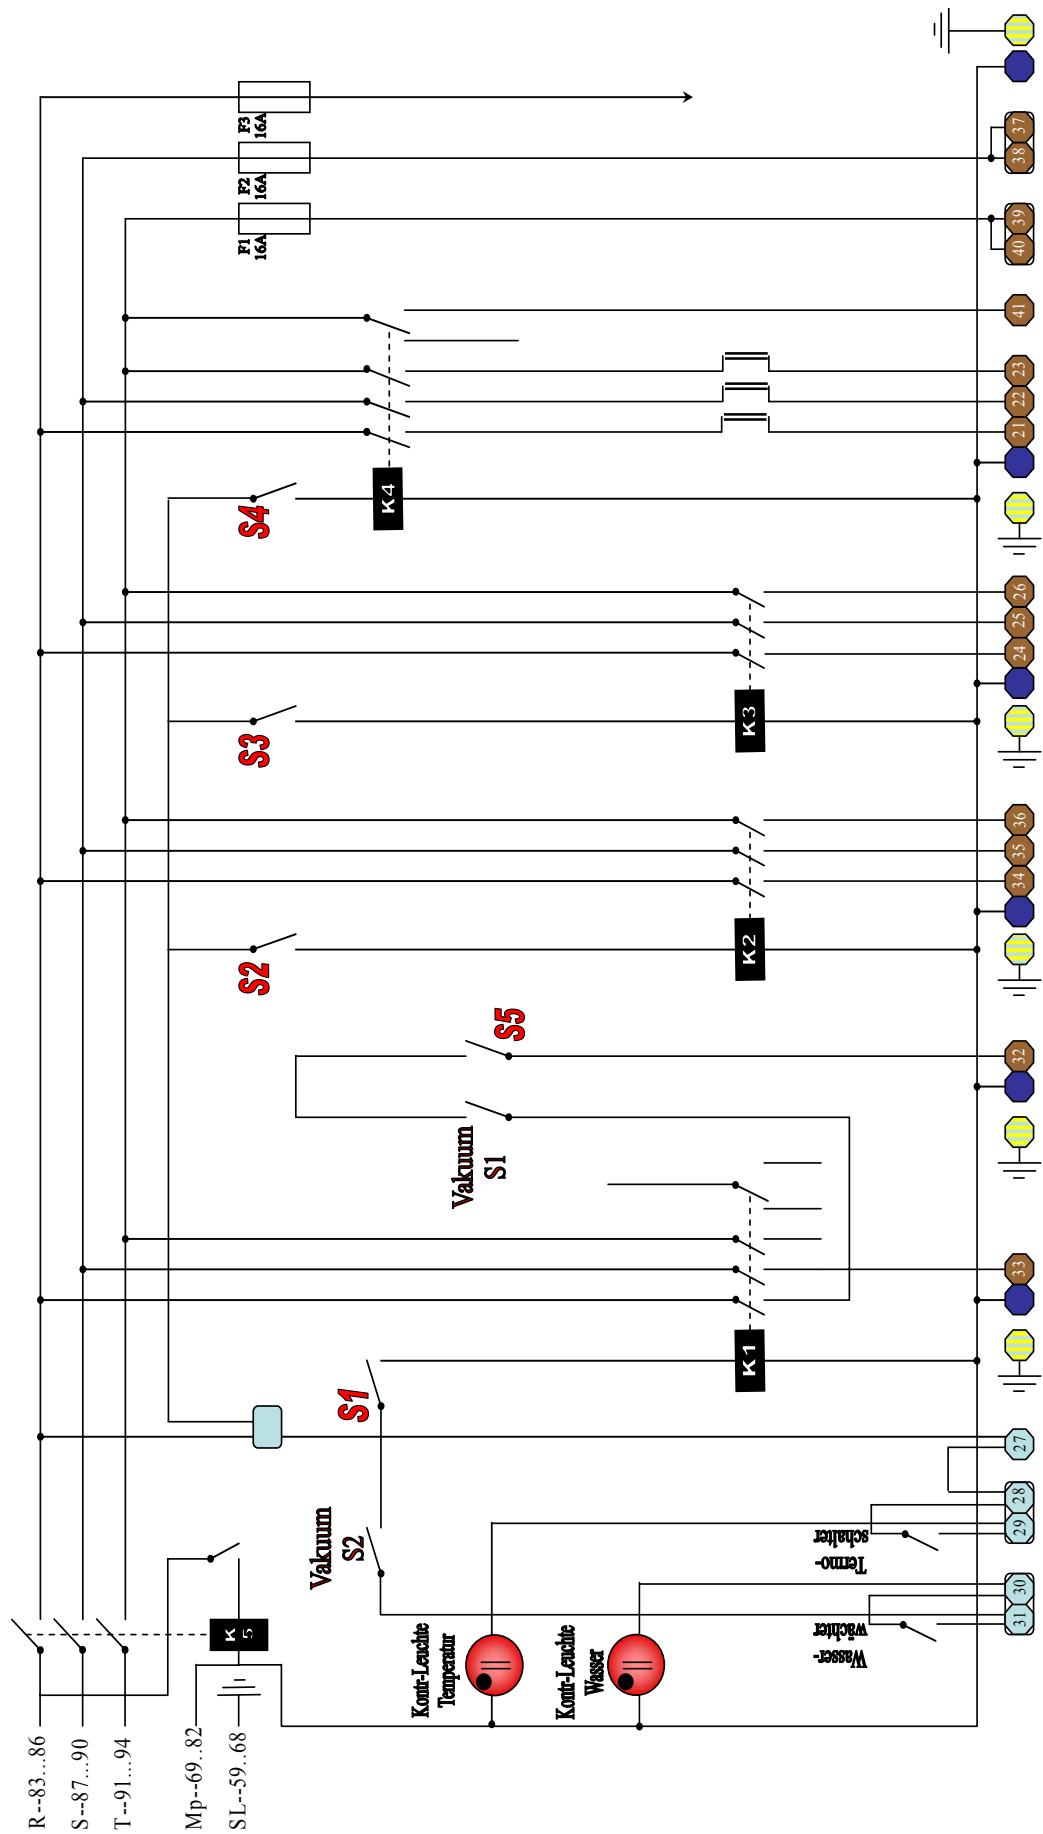 R--83...86
S--87...90
T--91...94
Mp--69..82
SL--59..68
K
5
Kontr-Leuchte
Temperatur
Kontr-Leuchte
Wasser
Vakuum
S2
S1
Termo-
schalter
Wasser-
wächter
K1
Vakuum
S1
S5
S2
K2
S3
K3
S4
K4
F1
16A
F2
16A
F3
16A
31
30
29
28
27
33
32
34
35
36
24
25
26
21
22
23
41
40
39
38
37